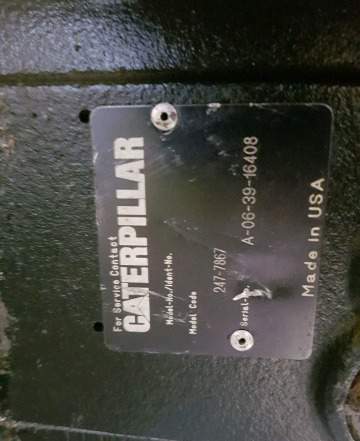 For Service Contact
CATERPILLAR
Model-No./Ident-No.
Model Code
247-7867
Serial-No.
A-06-39-16408
Made in USA